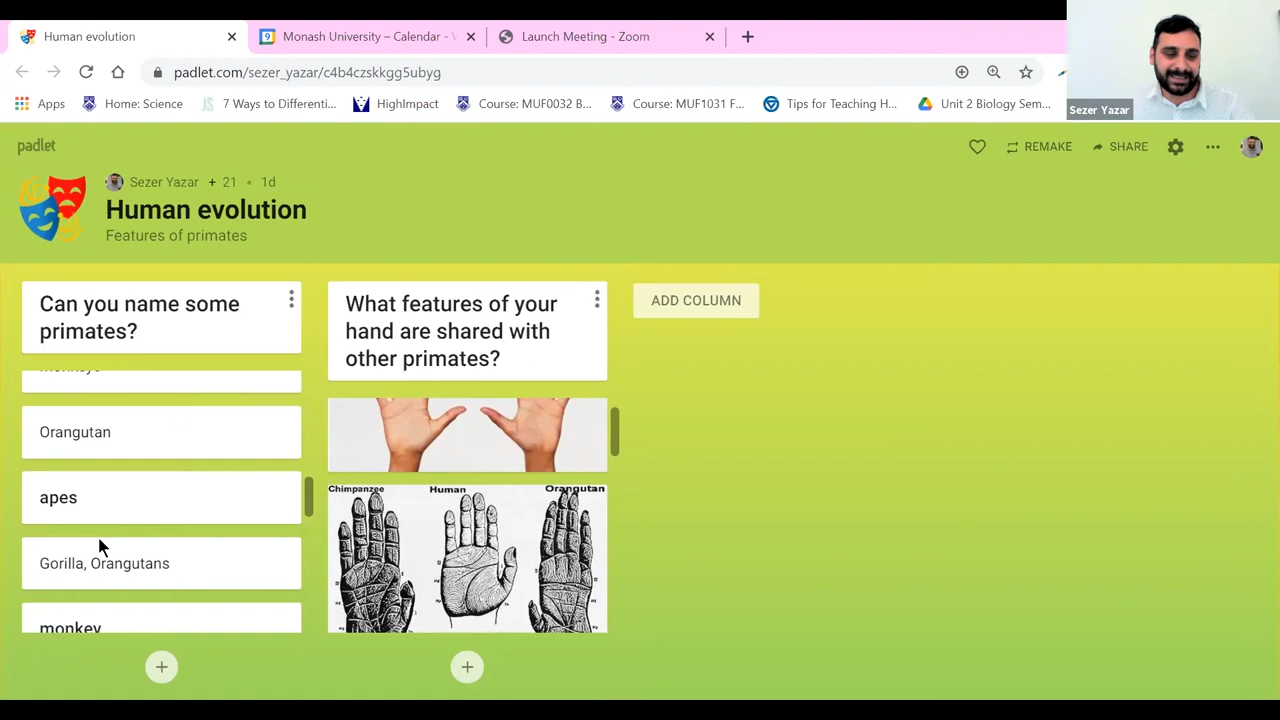 Human evolution
Monash University – Calendar -
Launch Meeting - Zoom
padlet.com/sezer_yazar/c4b4czskkgg5ubyg
Apps
Home: Science
7 Ways to Differenti...
HighImpact
Course: MUF0032 B...
Course: MUF1031 F...
Tips for Teaching H...
Unit 2 Biology Sem...
Sezer Yazar
padlet
REMAKE
SHARE
Sezer Yazar + 21 • 1d
Human evolution
Features of primates
Can you name some
primates?
What features of your
hand are shared with
other primates?
ADD COLUMN
monkeys
Orangutan
apes
Gorilla, Orangutans
monkey
Chimpanzee Human Orangutan